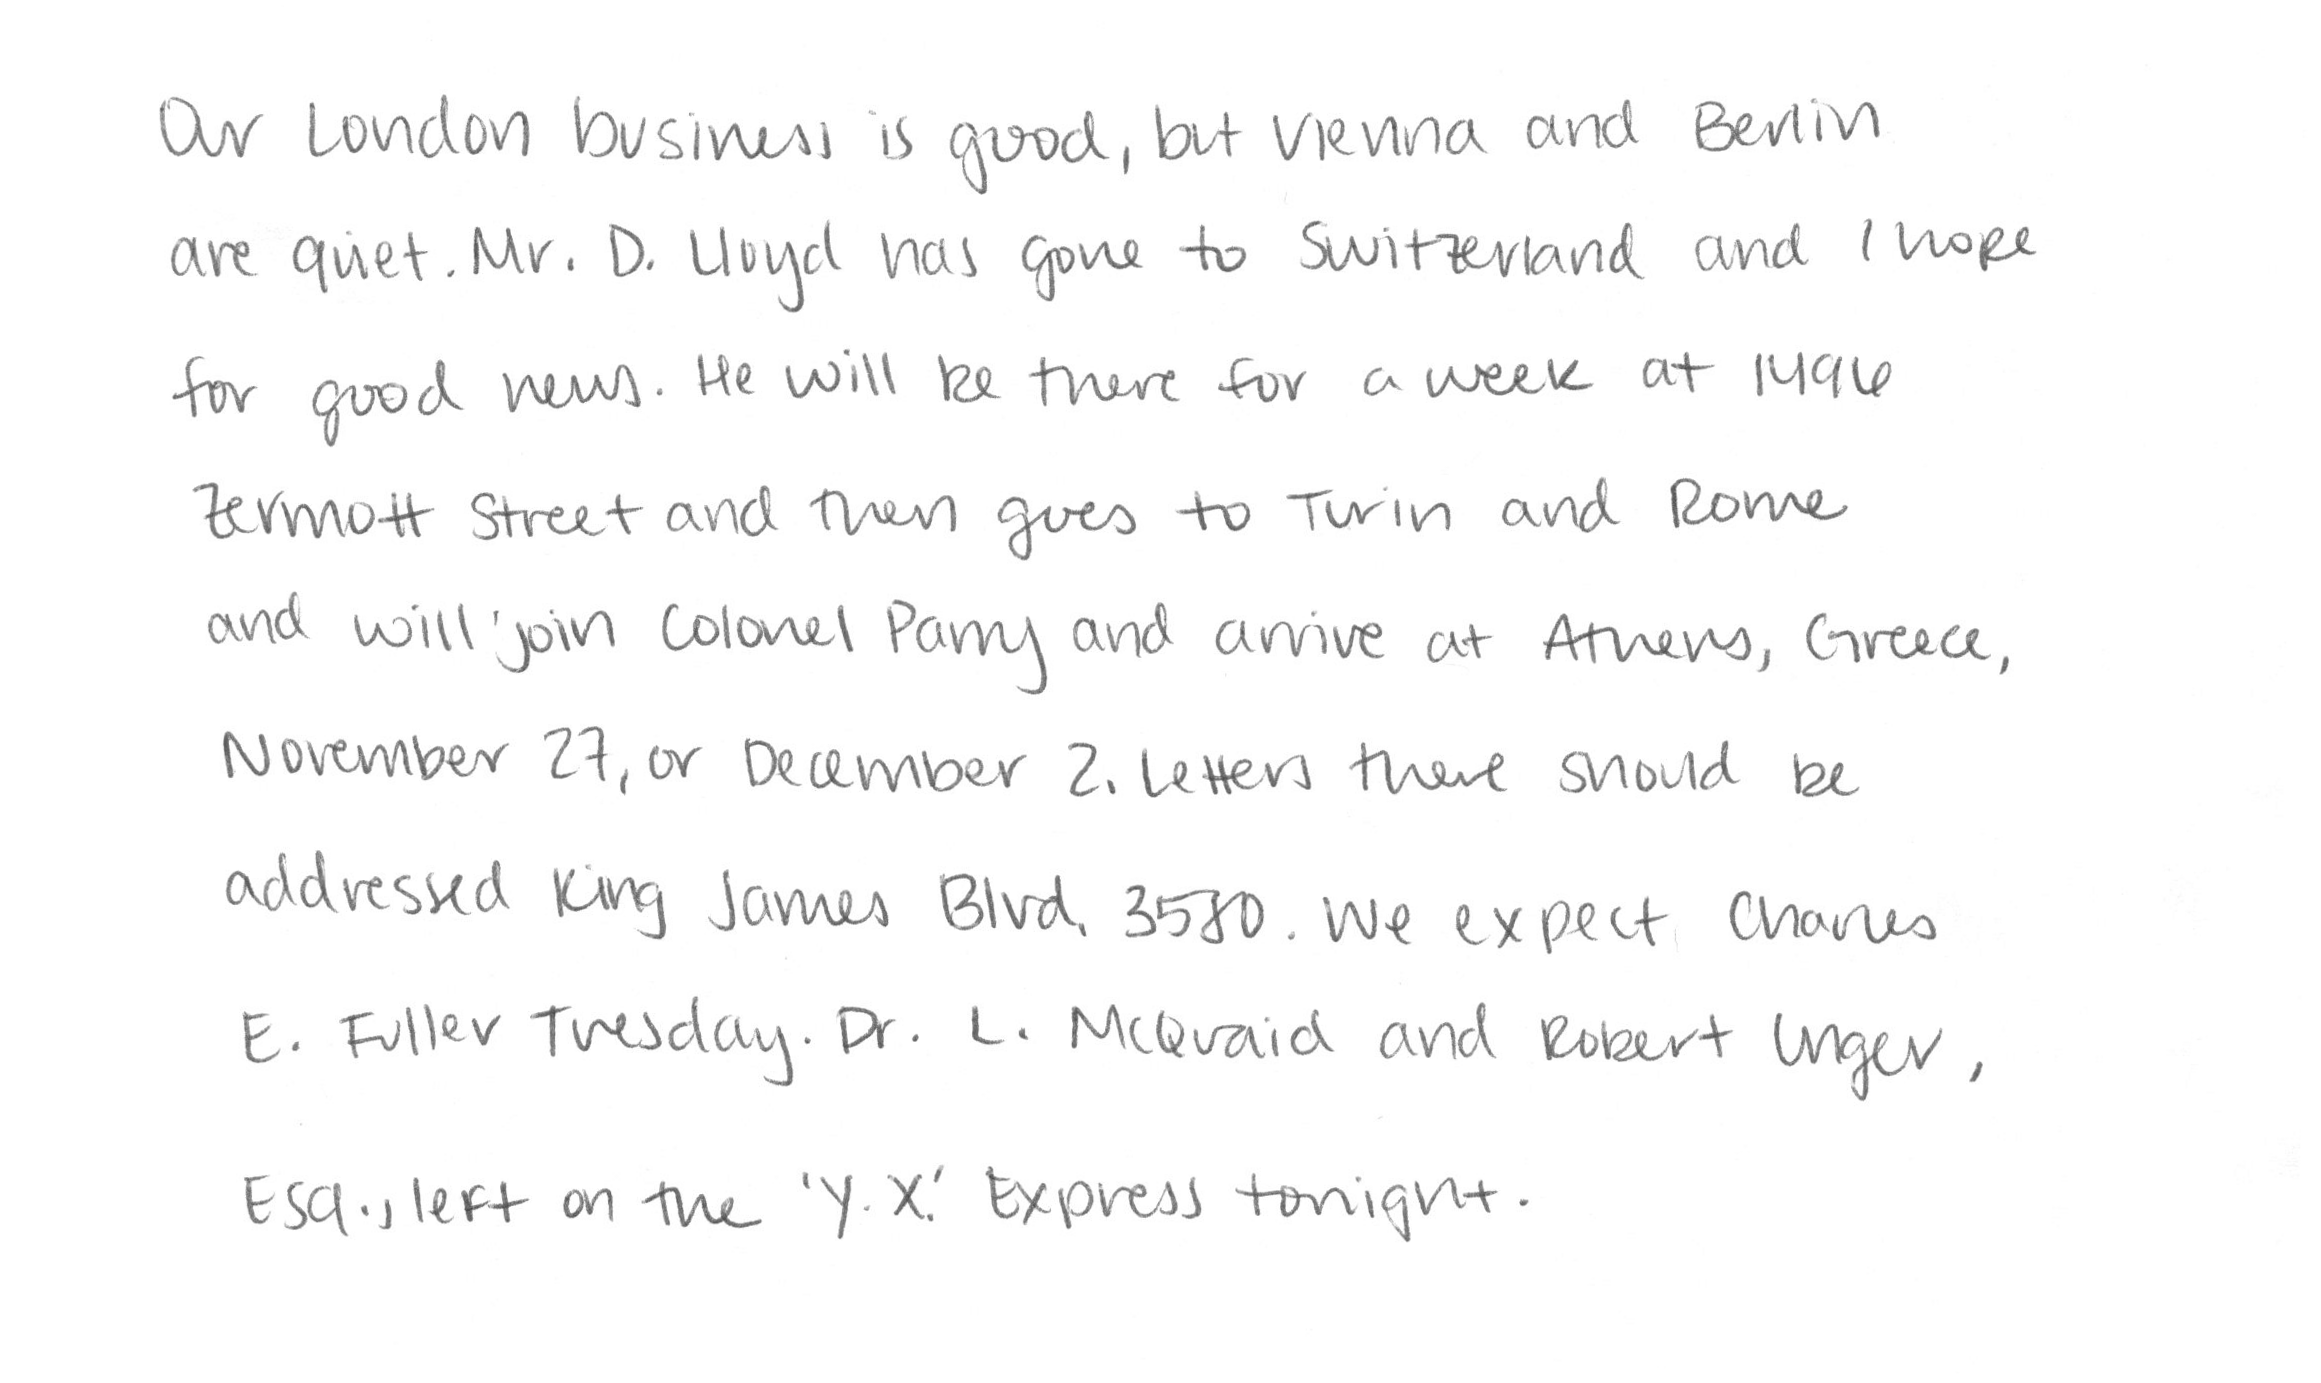 Our London business is good, but Vienna and Berlin
are quiet. Mr. D. Lloyd has gone to Switzerland and I hope
for good news. He will be there for a week at 1496
Zermott Street and then goes to Turin and Rome
and will join Colonel Parry and arrive at Athens, Greece,
November 27, or December 2. Letters there should be
addressed King James Blvd. 3580. We expect Charles
E. Fuller Tuesday. Dr. L. McQuaid and Robert Unger,
Esq., left on the 'Y.X.' Express tonight.